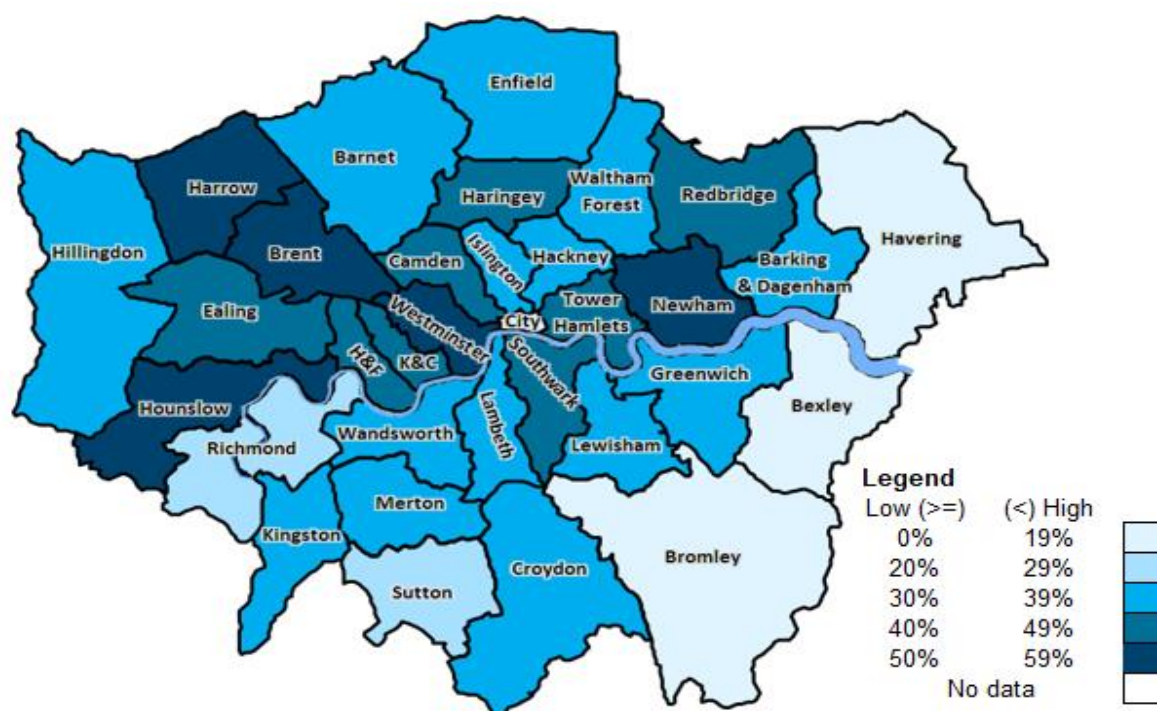 Enfield
Barnet
Harrow
Haringey
Waltham
Forest
Redbridge
Havering
Hillingdon
Brent
Camden
Islington
Hackney
Barking
& Dagenham
Ealing
Westminster
City
Tower
Hamlets
Newham
H&F
K&C
Southwark
Greenwich
Hounslow
Bexley
Richmond
Wandsworth
Lambeth
Lewisham
Merton
Kingston
Sutton
Croydon
Bromley
Legend
Low (>=) (<) High
0% 19%
20% 29%
30% 39%
40% 49%
50% 59%
No data